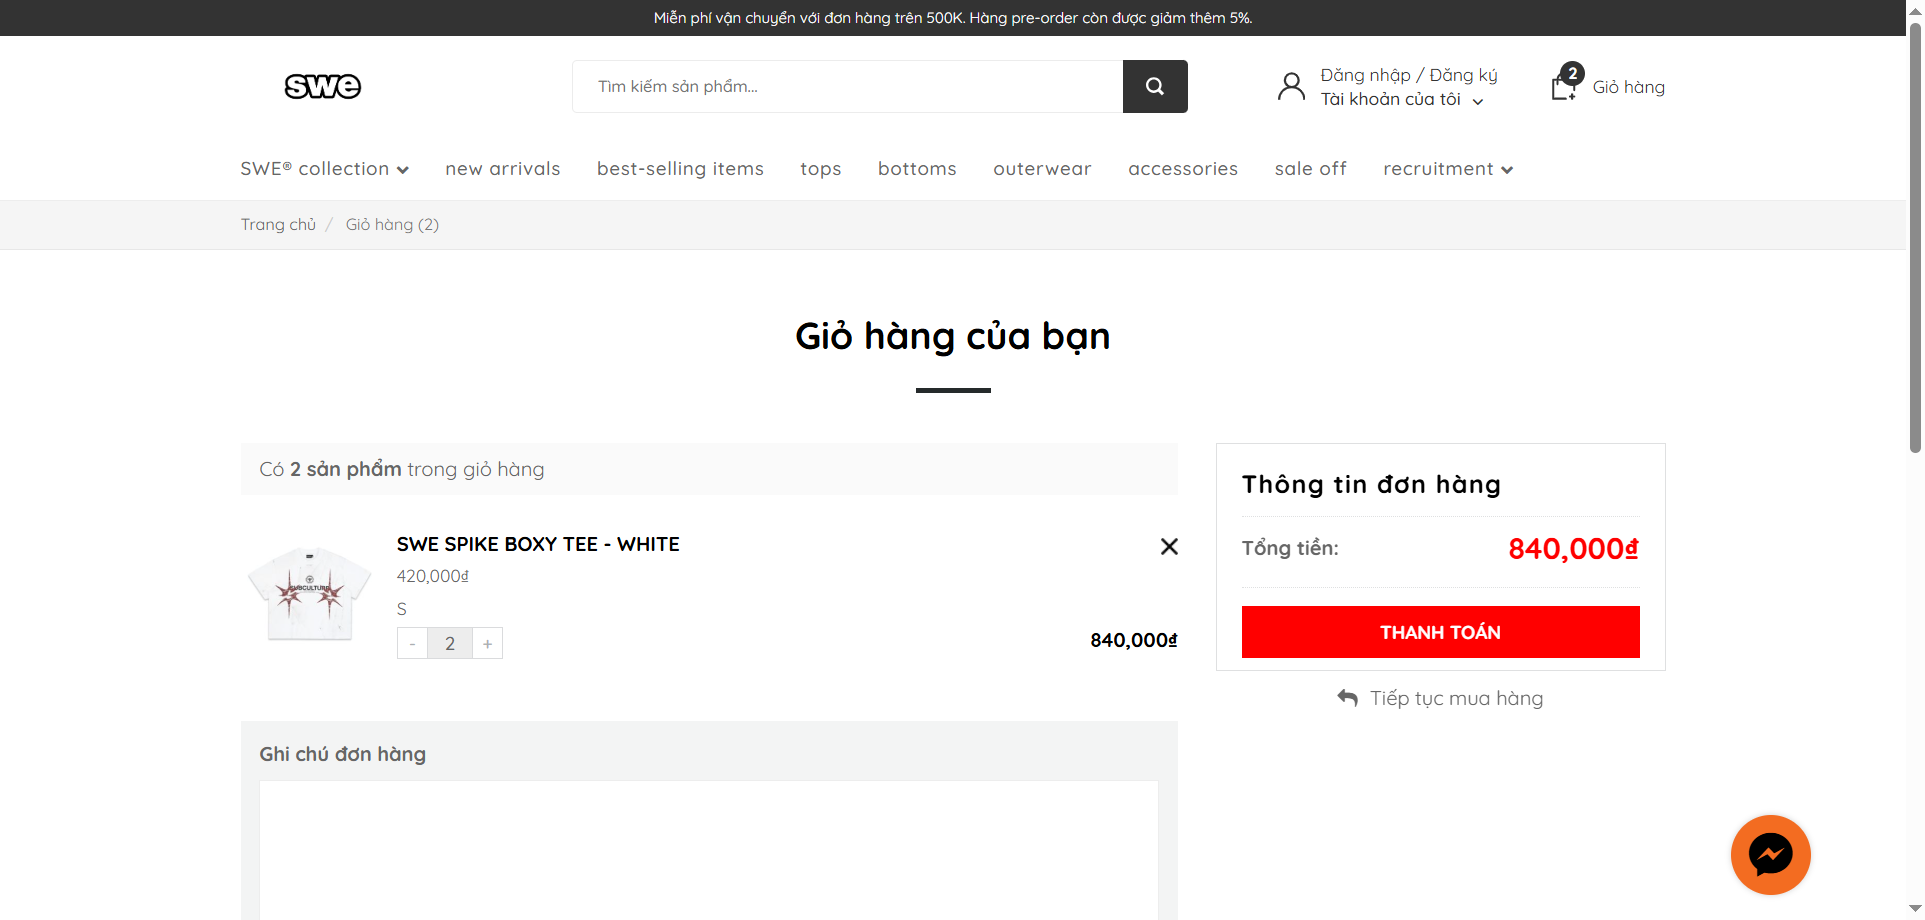 Miễn phí vận chuyển với đơn hàng trên 500K. Hàng pre-order còn được giảm thêm 5%.
swe
Tìm kiếm sản phẩm...
Đăng nhập / Đăng ký
Tài khoản của tôi
2
Giỏ hàng
SWE® collection new arrivals best-selling items tops bottoms outerwear accessories sale off recruitment
Trang chủ / Giỏ hàng (2)
Giỏ hàng của bạn
Có 2 sản phẩm trong giỏ hàng
SWE SPIKE BOXY TEE - WHITE
420,000₫
S
- 2 +
840,000₫
SUBCULTURE
Thông tin đơn hàng
Tổng tiền: 840,000₫
THANH TOÁN
Tiếp tục mua hàng
Ghi chú đơn hàng